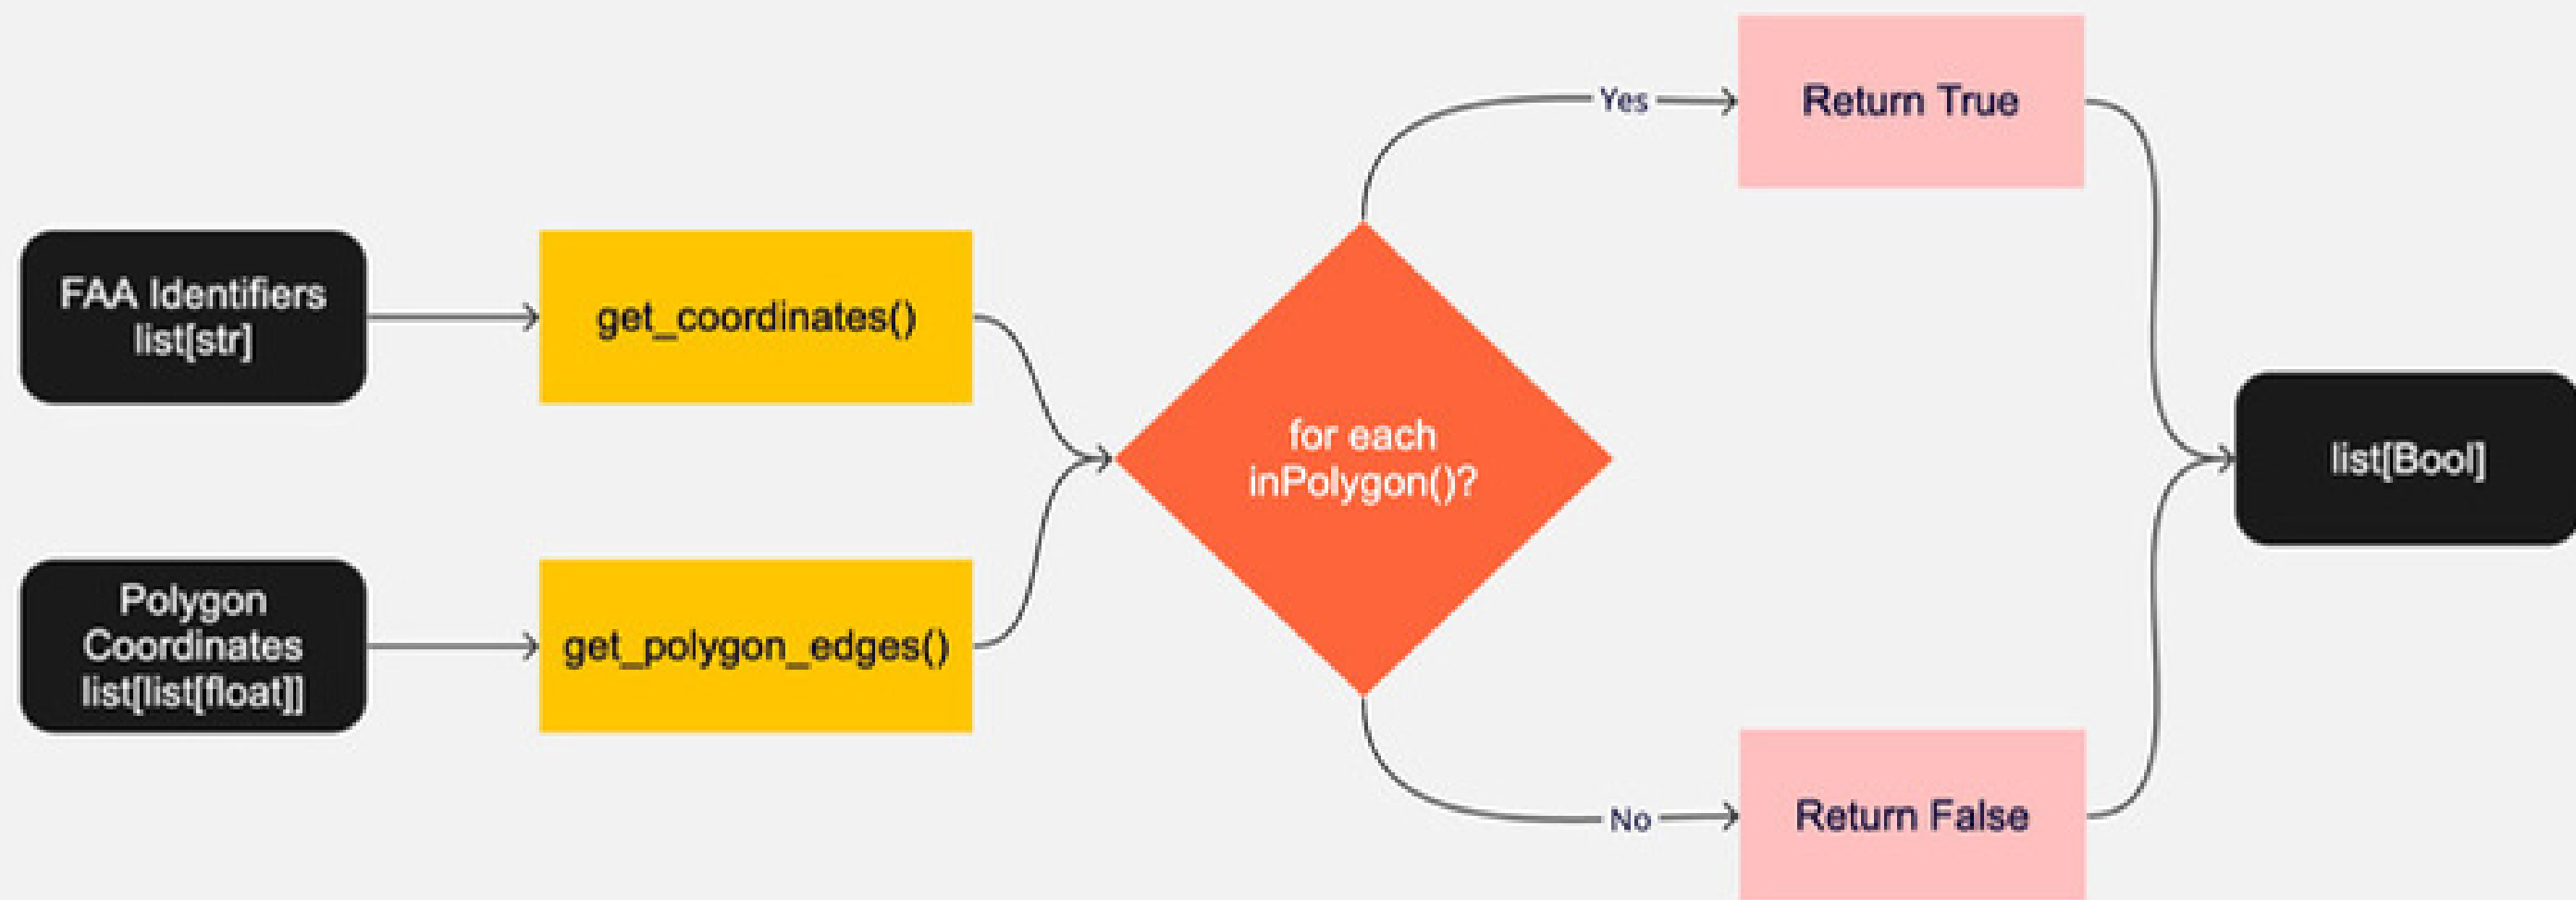 FAA Identifiers
list[str]
get_coordinates()
Polygon
Coordinates
list[list[float]]
get_polygon_edges()
for each
inPolygon()?
Yes
Return True
No
Return False
list[Bool]